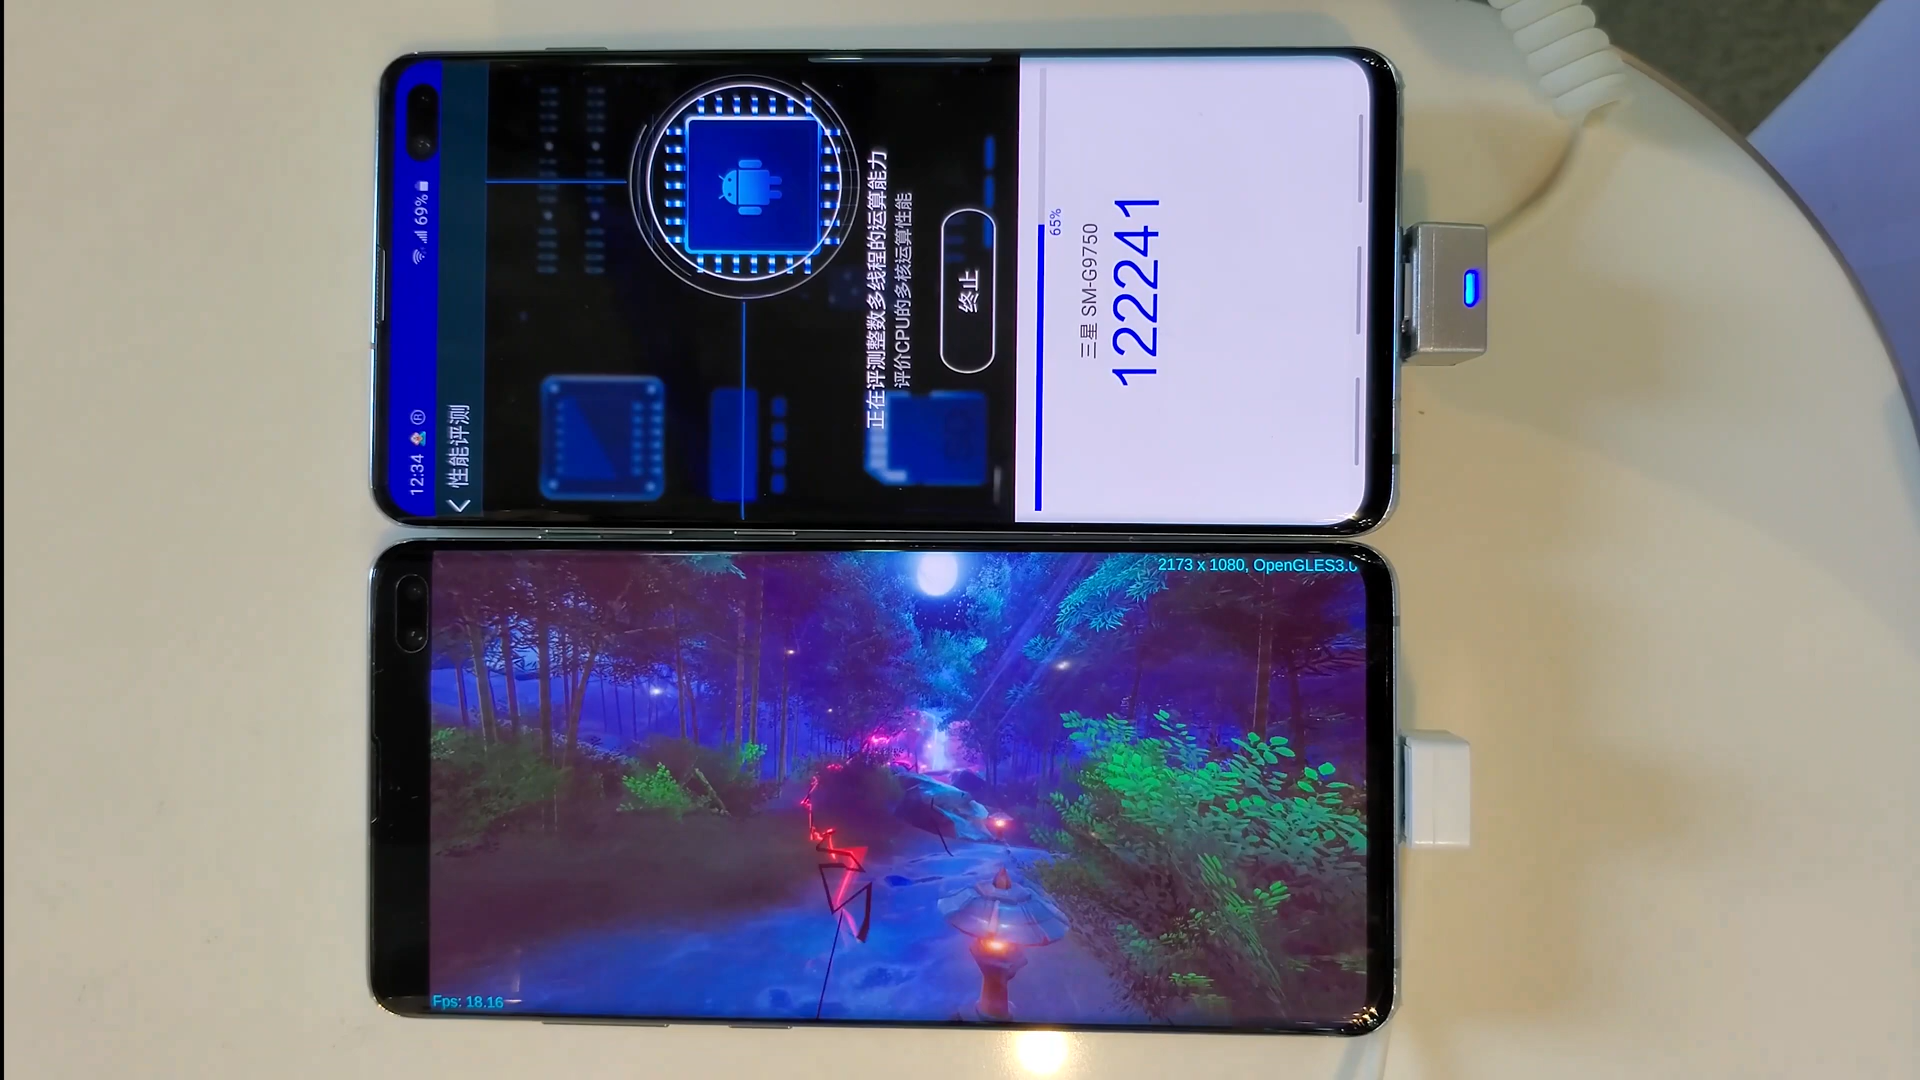 12:34
69%
性能评测
正在评测整数多线程的运算能力
评价CPU的多核运算性能
终止
65%
三星 SM-G9750
122241
2173 x 1080, OpenGLES3.0
Fps: 18.16